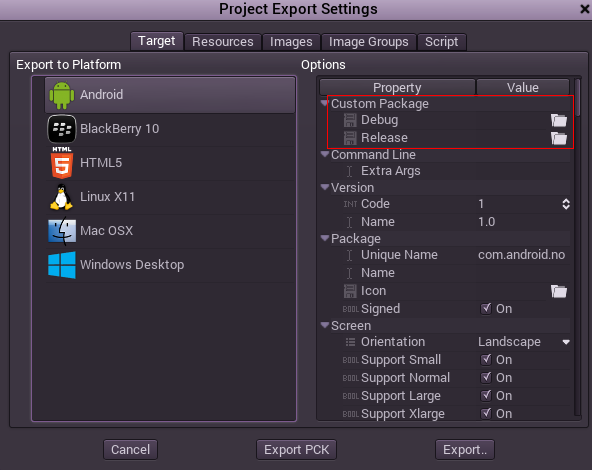 Project Export Settings
Target Resources Images Image Groups Script
Export to Platform
Android
BlackBerry 10
HTML
HTML5
Linux X11
Mac OSX
Windows Desktop
Options
Property Value
Custom Package
Debug
Release
Command Line
Extra Args
Version
INT Code 1
Name 1.0
Package
Unique Name com.android.no
Name
Icon
BOOL Signed On
Screen
Orientation Landscape
BOOL Support Small On
BOOL Support Normal On
BOOL Support Large On
BOOL Support Xlarge On
Cancel Export PCK Export..